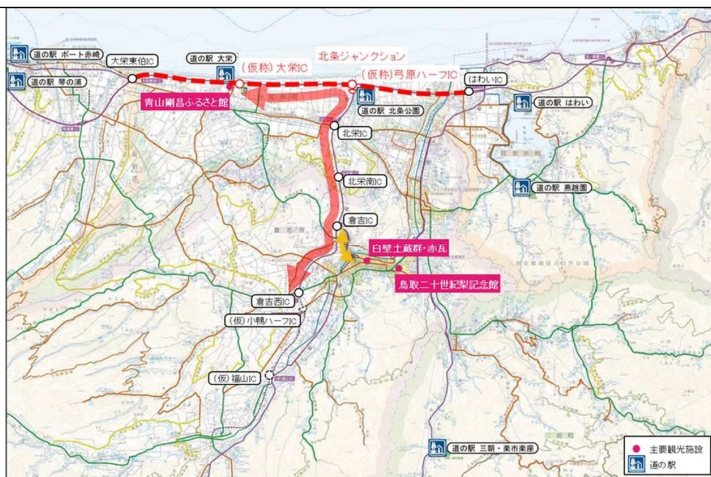 道の駅 ポート赤崎
道の駅 琴の浦
大栄東伯IC
道の駅 大栄
(仮称) 大栄IC
北条ジャンクション
(仮称)弓原ハーフIC
はわいIC
青山剛昌ふるさと館
道の駅 北条公園
道の駅 はわい
北栄IC
北栄南IC
道の駅 燕趙園
倉吉IC
白壁土蔵群・赤瓦
鳥取二十世紀梨記念館
倉吉西IC
(仮)小鴨ハーフIC
(仮)福山IC
道の駅 三朝・楽市楽座
主要観光施設
道の駅